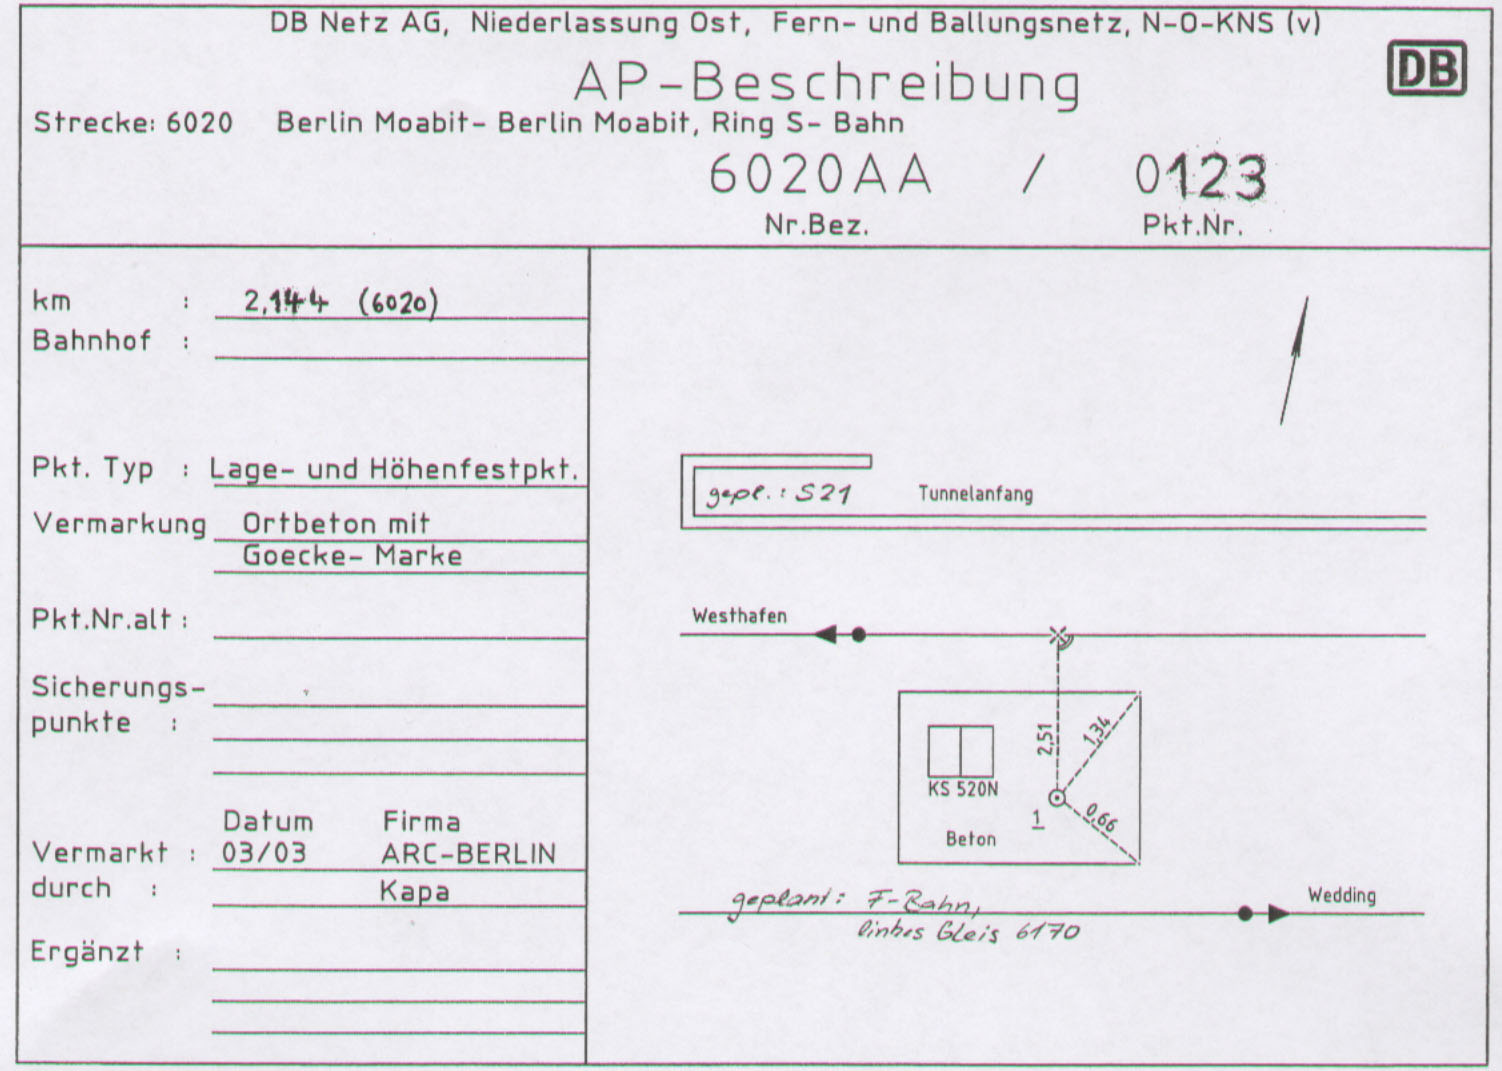 DB Netz AG, Niederlassung Ost, Fern- und Ballungsnetz, N-O-KNS (v)
DB
AP-Beschreibung
Strecke: 6020 Berlin Moabit- Berlin Moabit, Ring S- Bahn
6020AA / 0123
Nr.Bez. Pkt.Nr.
km : 2,144 (6020)
Bahnhof :
Pkt. Typ : Lage- und Höhenfestpkt.
Vermarkung Ortbeton mit
Goecke- Marke
Pkt.Nr.alt :
Sicherungs-
punkte :
Datum Firma
Vermarkt : 03/03 ARC-BERLIN
durch : Kapa
Ergänzt :
gepl.: S21 Tunnelanfang
Westhafen
2,51
1,34
KS 520N
1
0,66
Beton
Wedding
geplant: F-Bahn,
linkes Gleis 6170